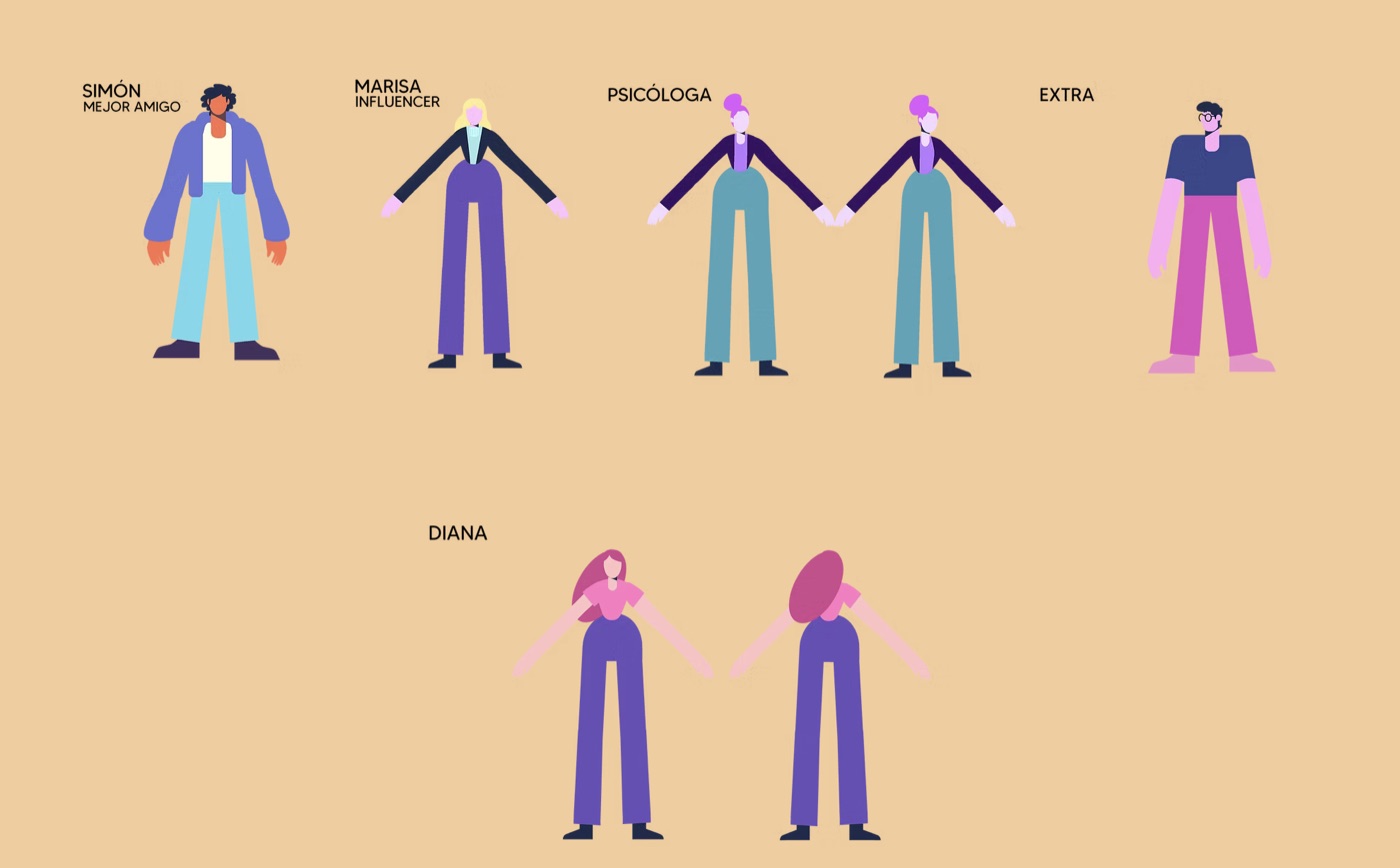 SIMÓN
MEJOR AMIGO
MARISA
INFLUENCER
PSICÓLOGA
EXTRA
DIANA